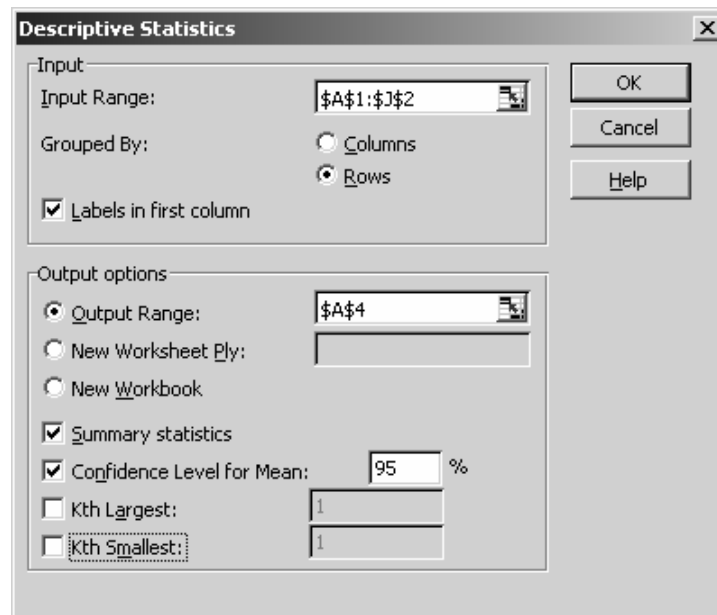 Descriptive Statistics
Input
Input Range: $A$1:$J$2
Grouped By: Columns
Rows
Labels in first column
OK
Cancel
Help
Output options
Output Range: $A$4
New Worksheet Ply:
New Workbook
Summary statistics
Confidence Level for Mean: 95 %
Kth Largest: 1
Kth Smallest: 1